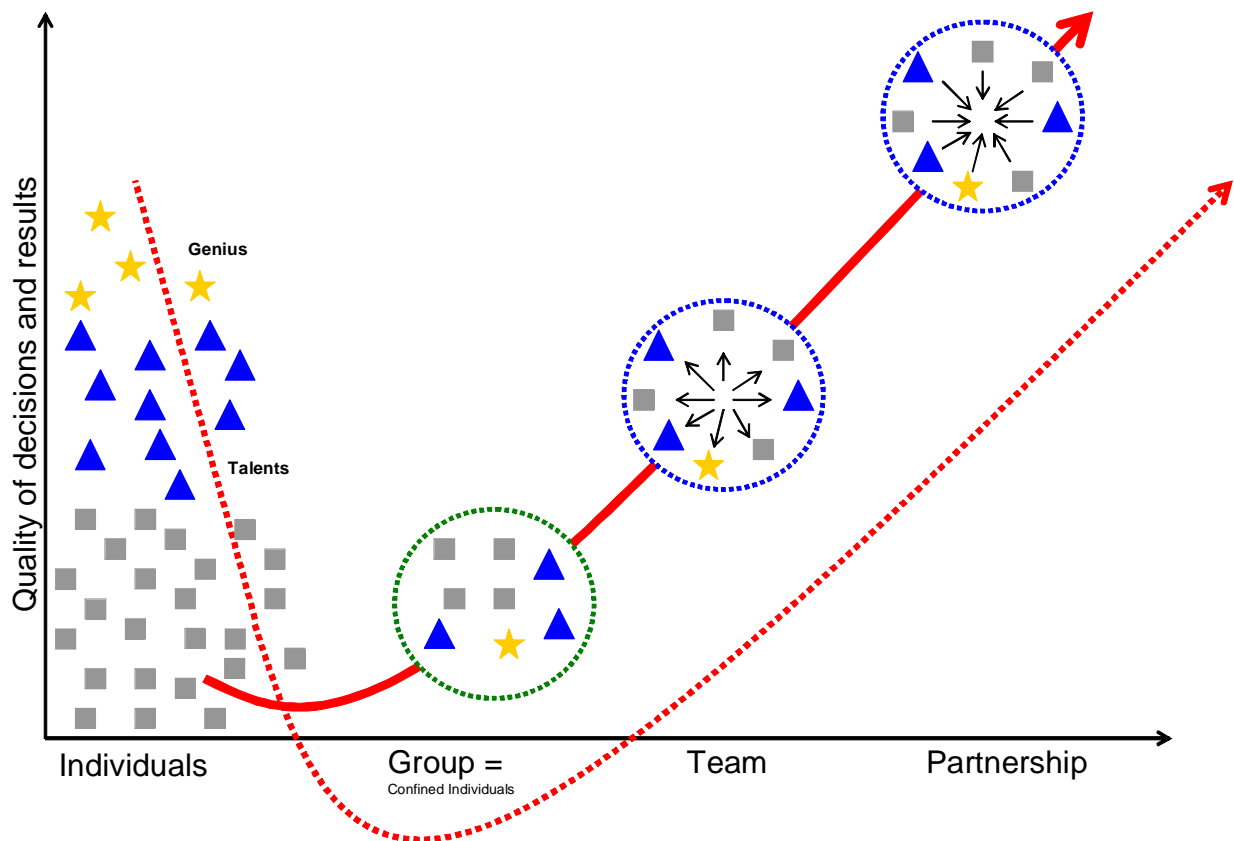 Quality of decisions and results
Genius
Talents
Individuals
Group =
Confined Individuals
Team
Partnership